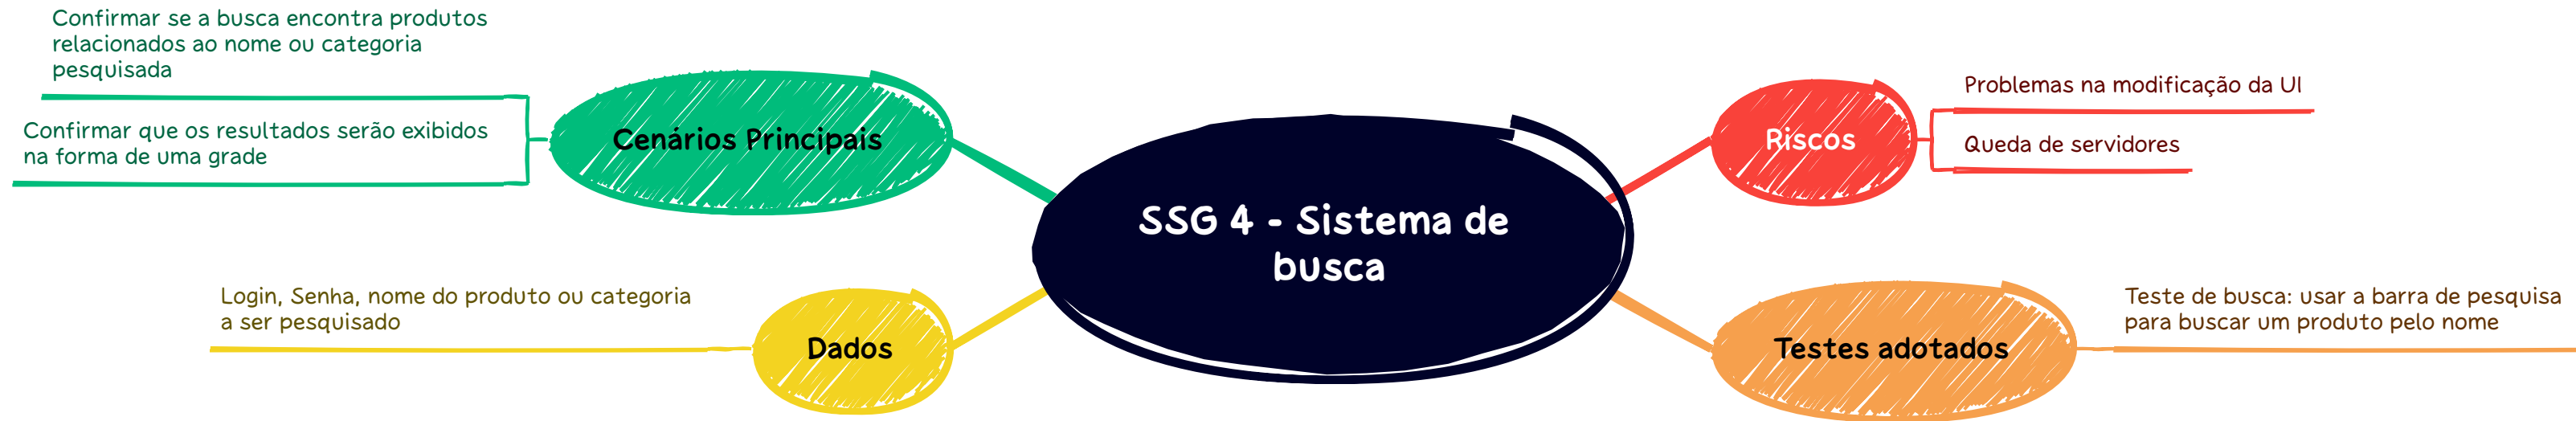 Confirmar se a busca encontra produtos
relacionados ao nome ou categoria
pesquisada
Confirmar que os resultados serão exibidos
na forma de uma grade
Cenários Principais
Login, Senha, nome do produto ou categoria
a ser pesquisado
Dados
SSG 4 - Sistema de
busca
Riscos
Problemas na modificação da UI
Queda de servidores
Testes adotados
Teste de busca: usar a barra de pesquisa
para buscar um produto pelo nome